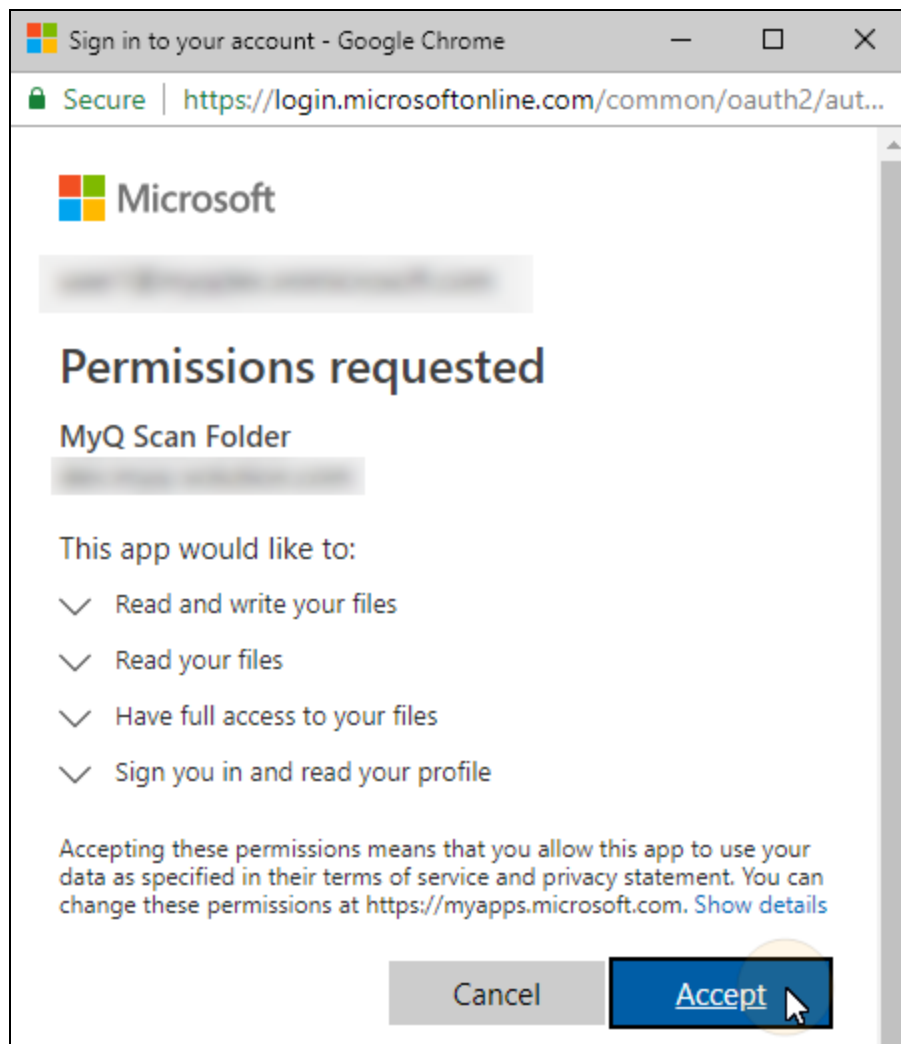 Sign in to your account - Google Chrome
Secure | https://login.microsoftonline.com/common/oauth2/aut...
Microsoft
Permissions requested
MyQ Scan Folder
This app would like to:
Read and write your files
Read your files
Have full access to your files
Sign you in and read your profile
Accepting these permissions means that you allow this app to use your
data as specified in their terms of service and privacy statement. You can
change these permissions at https://myapps.microsoft.com. Show details
Cancel Accept